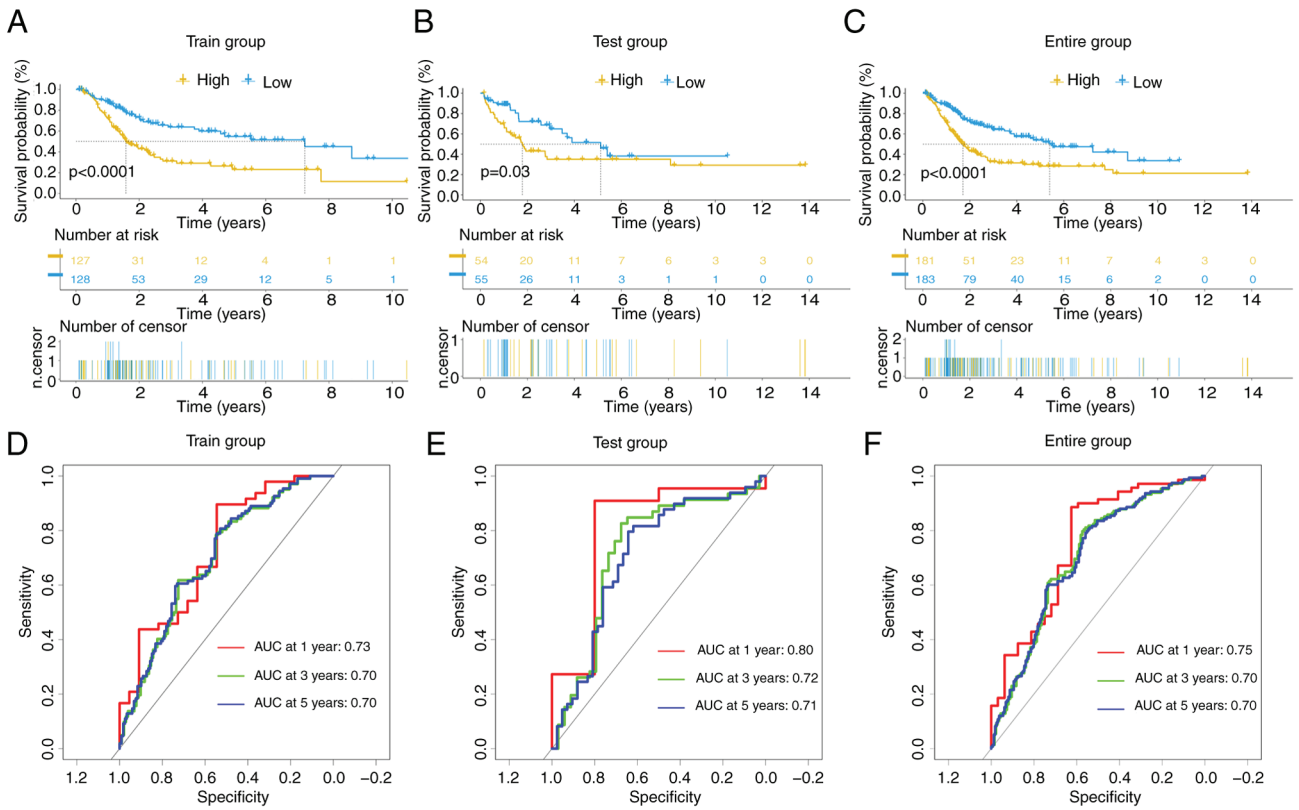 A
Train group
High Low
Survival probability (%)
1.0
0.8
0.6
0.4
0.2
0.0
p<0.0001
0 2 4 6 8 10
Time (years)
Number at risk
127 31 12 4 1 1
128 53 29 12 5 1
0 2 4 6 8 10
Time (years)
Number of censor
n.censor
2
1
0
0 2 4 6 8 10
Time (years)
B
Test group
High Low
Survival probability (%)
1.0
0.8
0.6
0.4
0.2
0.0
p=0.03
0 2 4 6 8 10 12 14
Time (years)
Number at risk
54 20 11 7 6 3 3 0
55 26 11 3 1 1 0 0
0 2 4 6 8 10 12 14
Time (years)
Number of censor
n.censor
1
0
0 2 4 6 8 10 12 14
Time (years)
C
Entire group
High Low
Survival probability (%)
1.0
0.8
0.6
0.4
0.2
0.0
p<0.0001
0 2 4 6 8 10 12 14
Time (years)
Number at risk
181 51 23 11 7 4 3 0
183 79 40 15 6 2 0 0
0 2 4 6 8 10 12 14
Time (years)
Number of censor
n.censor
2
1
0
0 2 4 6 8 10 12 14
Time (years)
D
Train group
Sensitivity
1.0
0.8
0.6
0.4
0.2
0.0
AUC at 1 year: 0.73
AUC at 3 years: 0.70
AUC at 5 years: 0.70
1.2 1.0 0.8 0.6 0.4 0.2 0.0 −0.2
Specificity
E
Test group
Sensitivity
1.0
0.8
0.6
0.4
0.2
0.0
AUC at 1 year: 0.80
AUC at 3 years: 0.72
AUC at 5 years: 0.71
1.2 1.0 0.8 0.6 0.4 0.2 0.0 −0.2
Specificity
F
Entire group
Sensitivity
1.0
0.8
0.6
0.4
0.2
0.0
AUC at 1 year: 0.75
AUC at 3 years: 0.70
AUC at 5 years: 0.70
1.2 1.0 0.8 0.6 0.4 0.2 0.0 −0.2
Specificity